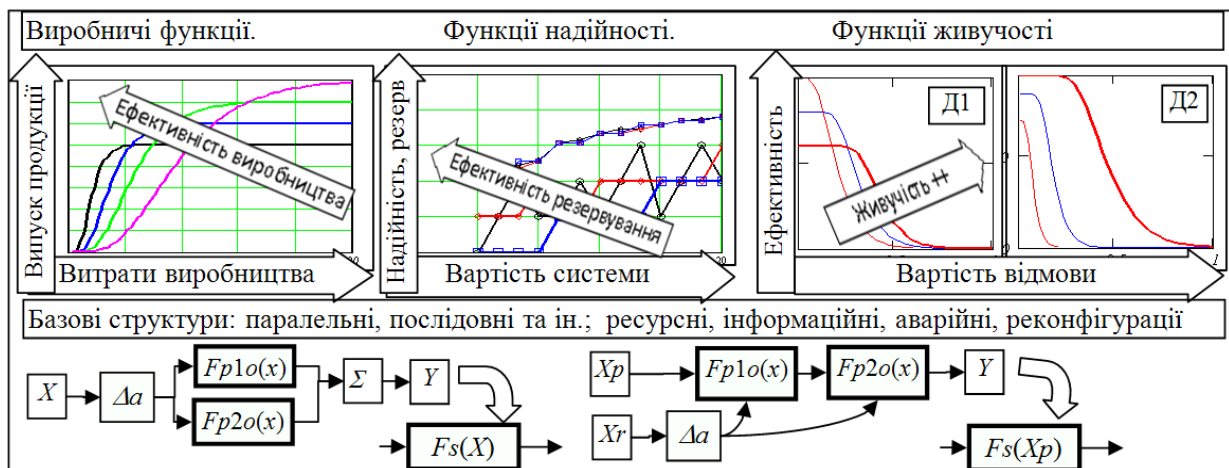 Виробничі функції.
Функції надійності.
Функції живучості
Випуск продукції
Ефективність виробництва
Витрати виробництва
Надійність, резерв
Ефективність резервування
Вартість системи
20
Ефективність
Д1
Живучість ++
Д2
Вартість відмови
1
Базові структури: паралельні, послідовні та ін.; ресурсні, інформаційні, аварійні, реконфігурації
X
Δa
Fp1o(x)
Fp2o(x)
Σ
Y
Fs(X)
Xp
Fp1o(x)
Fp2o(x)
Y
Xr
Δa
Fs(Xp)